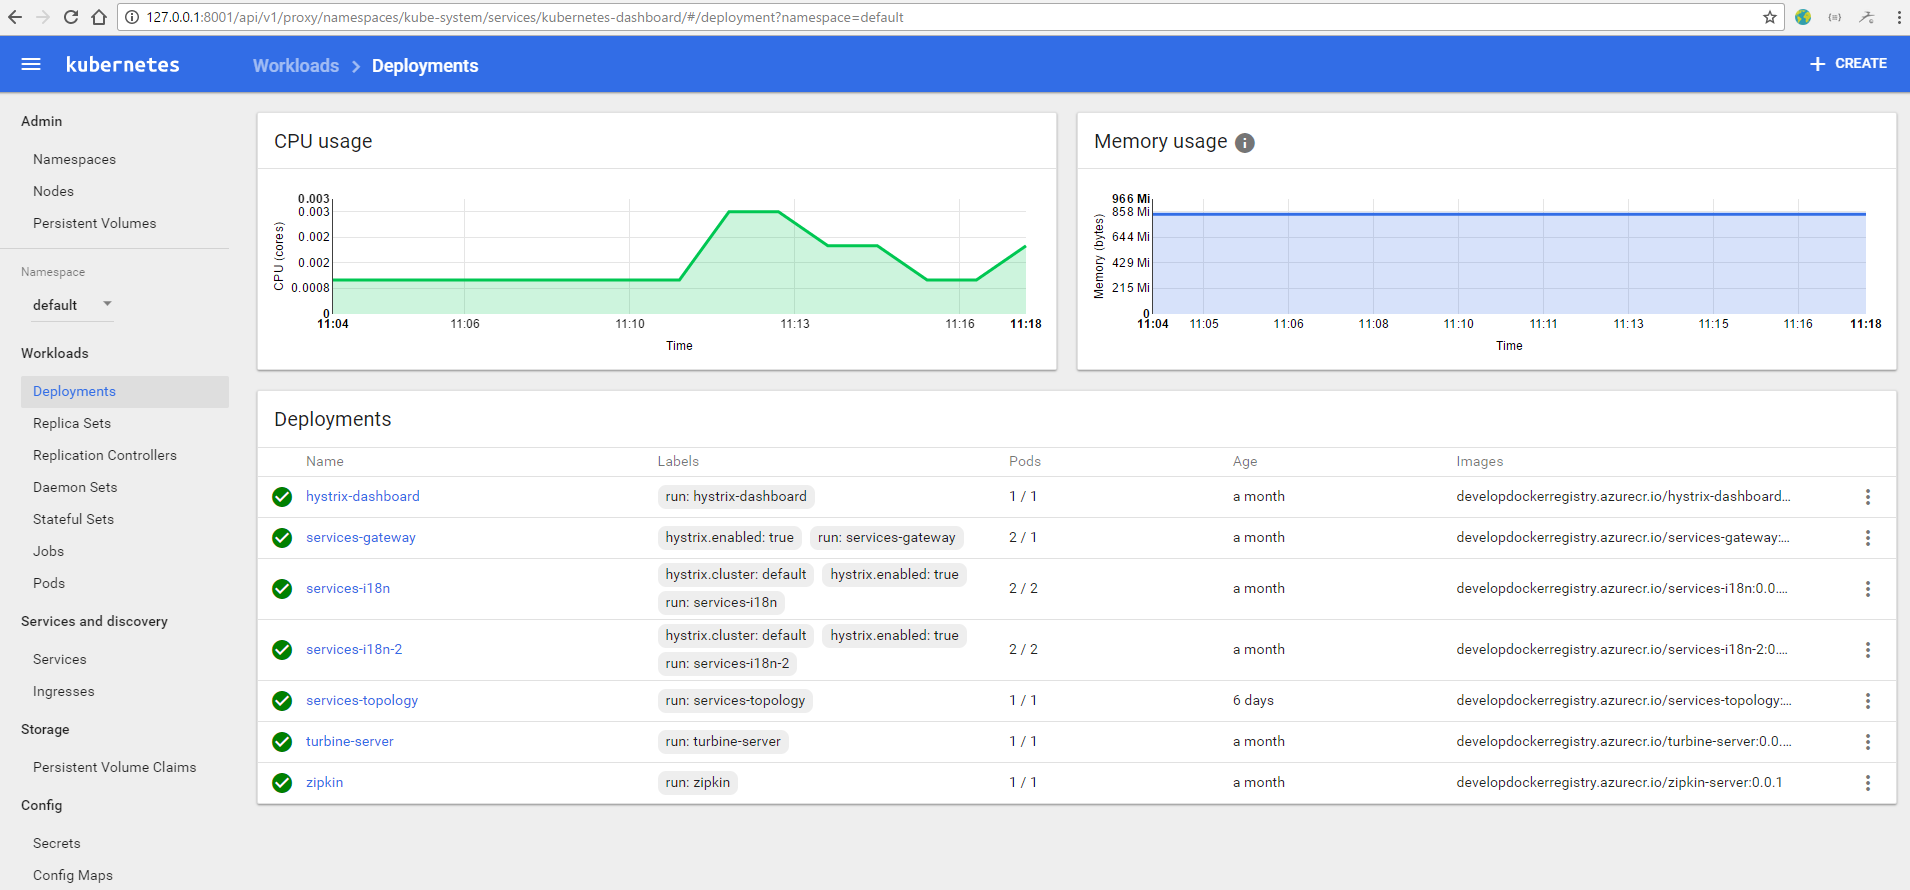 127.0.0.1:8001/api/v1/proxy/namespaces/kube-system/services/kubernetes-dashboard/#/deployment?namespace=default
kubernetes
Workloads > Deployments
+ CREATE
Admin
Namespaces
Nodes
Persistent Volumes
Namespace
default
Workloads
Deployments
Replica Sets
Replication Controllers
Daemon Sets
Stateful Sets
Jobs
Pods
Services and discovery
Services
Ingresses
Storage
Persistent Volume Claims
Config
Secrets
Config Maps
CPU usage
CPU (cores)
0.003
0.003
0.002
0.002
0.0008
0
11:04 11:06 11:10 11:13 11:16 11:18
Time
Memory usage i
Memory (bytes)
966 Mi
858 Mi
644 Mi
429 Mi
215 Mi
0
11:04 11:05 11:06 11:08 11:10 11:11 11:13 11:15 11:16 11:18
Time
Deployments
Name Labels Pods Age Images
hystrix-dashboard run: hystrix-dashboard 1 / 1 a month developdockerregistry.azurecr.io/hystrix-dashboard...
services-gateway hystrix.enabled: true run: services-gateway 2 / 1 a month developdockerregistry.azurecr.io/services-gateway:...
hystrix.cluster: default hystrix.enabled: true
services-i18n 2 / 2 a month developdockerregistry.azurecr.io/services-i18n:0.0....
run: services-i18n
hystrix.cluster: default hystrix.enabled: true
services-i18n-2 2 / 2 a month developdockerregistry.azurecr.io/services-i18n-2:0....
run: services-i18n-2
services-topology run: services-topology 1 / 1 6 days developdockerregistry.azurecr.io/services-topology:...
turbine-server run: turbine-server 1 / 1 a month developdockerregistry.azurecr.io/turbine-server:0.0....
zipkin run: zipkin 1 / 1 a month developdockerregistry.azurecr.io/zipkin-server:0.0.1